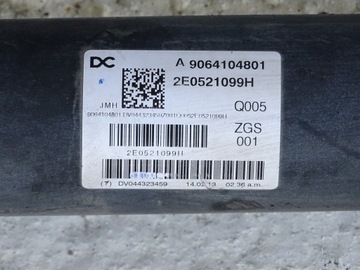 DC A 9064104801
2E0521099H
JMH Q005
ZGS
001
2E0521099H
DV044323459 14.02.13 02:36 a.m.